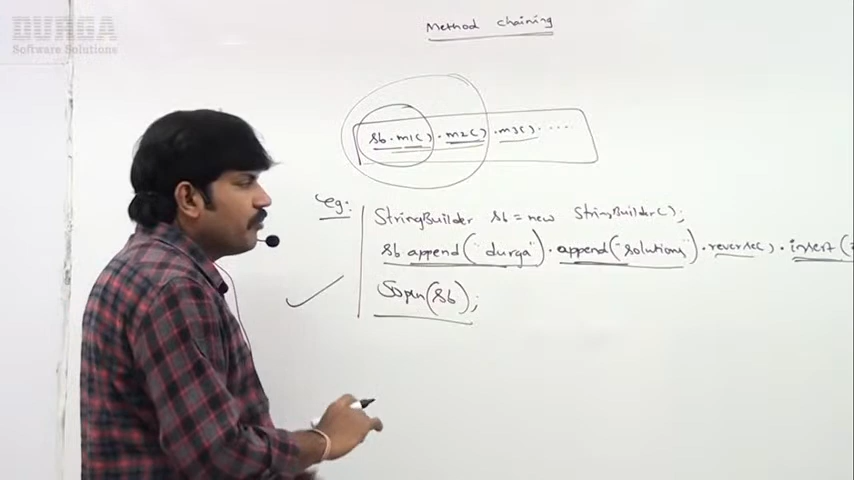 DURGA
Software Solutions
Method chaining
sb.m1().m2().m3().....
eg:
StringBuilder sb = new StringBuilder();
sb.append("durga").append("solutions").reverse().insert(
Sopln(sb);